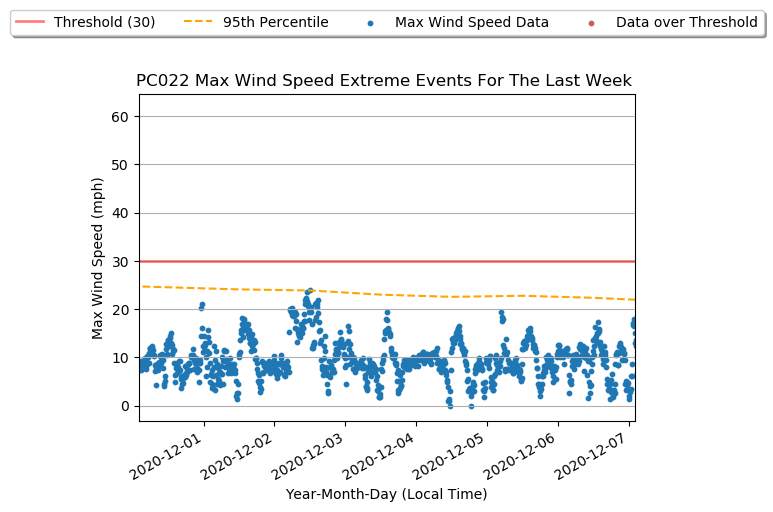 Threshold (30) 95th Percentile Max Wind Speed Data Data over Threshold
PC022 Max Wind Speed Extreme Events For The Last Week
60
50
40
30
20
10
0
Max Wind Speed (mph)
2020-12-01 2020-12-02 2020-12-03 2020-12-04 2020-12-05 2020-12-06 2020-12-07
Year-Month-Day (Local Time)